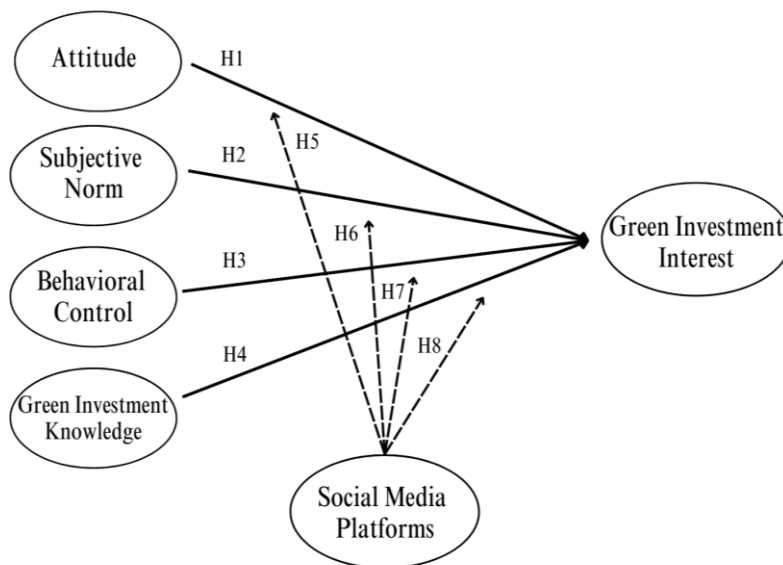 Attitude
H1
H5
Subjective
Norm
H2
H6
Green Investment
Interest
Behavioral
Control
H3
H7
H4
H8
Green Investment
Knowledge
Social Media
Platforms